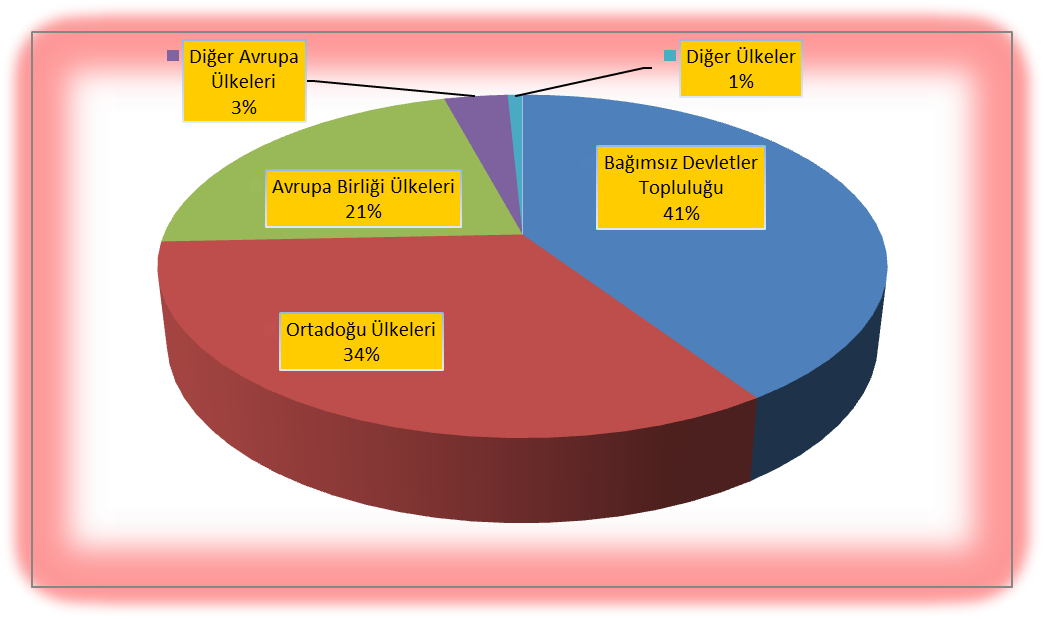 Diğer Avrupa
Ülkeleri
3%
Diğer Ülkeler
1%
Bağımsız Devletler
Topluluğu
41%
Avrupa Birliği Ülkeleri
21%
Ortadoğu Ülkeleri
34%